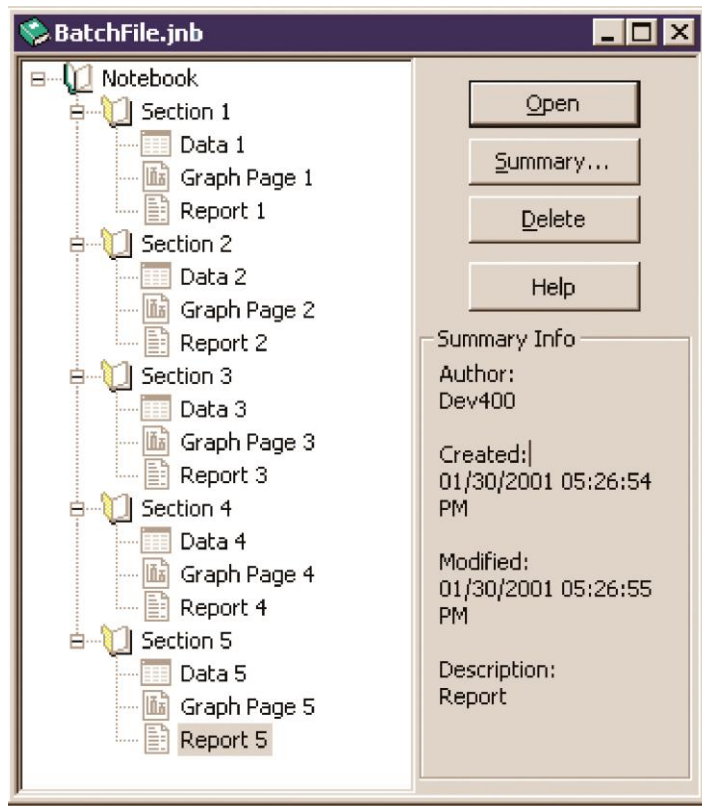 BatchFile.jnb
Notebook
Section 1
Data 1
Graph Page 1
Report 1
Section 2
Data 2
Graph Page 2
Report 2
Section 3
Data 3
Graph Page 3
Report 3
Section 4
Data 4
Graph Page 4
Report 4
Section 5
Data 5
Graph Page 5
Report 5
Open
Summary...
Delete
Help
Summary Info
Author:
Dev400
Created:
01/30/2001 05:26:54
PM
Modified:
01/30/2001 05:26:55
PM
Description:
Report